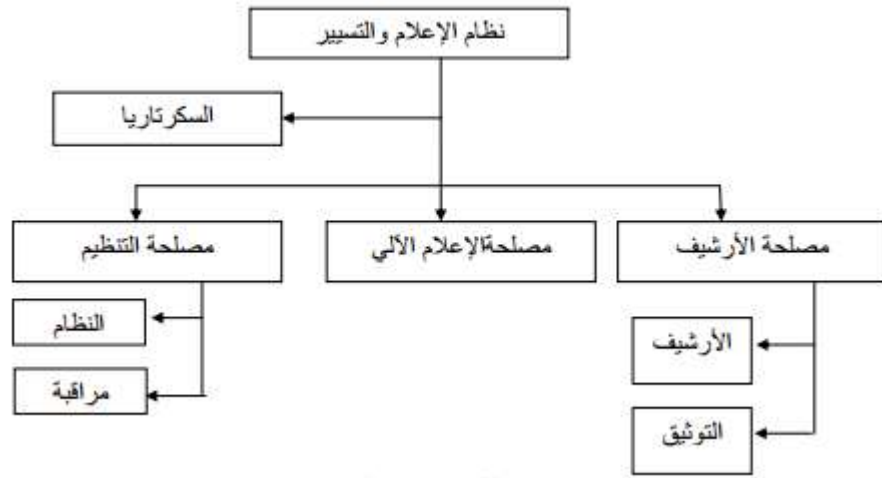 نظام الإعلام والتسيير
السكرتاريا
مصلحة الأرشيف
مصلحةالإعلام الآلي
مصلحة التنظيم
الأرشيف
التوثيق
النظام
مراقبة